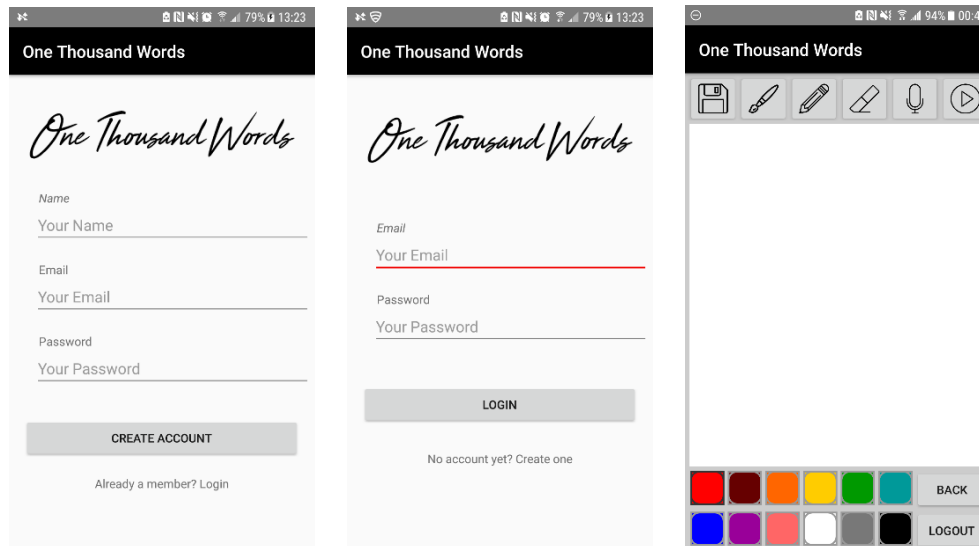 79% 13:23
One Thousand Words
One Thousand Words
Name
Your Name
Email
Your Email
Password
Your Password
CREATE ACCOUNT
Already a member? Login
79% 13:23
One Thousand Words
One Thousand Words
Email
Your Email
Password
Your Password
LOGIN
No account yet? Create one
94%
One Thousand Words
BACK
LOGOUT